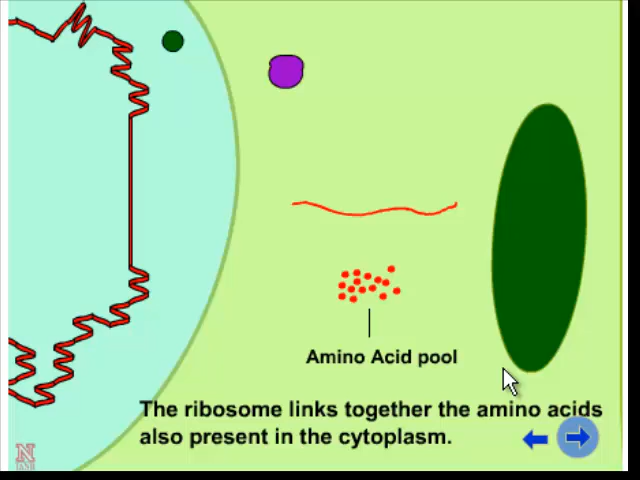 Amino Acid pool
The ribosome links together the amino acids
also present in the cytoplasm.
N